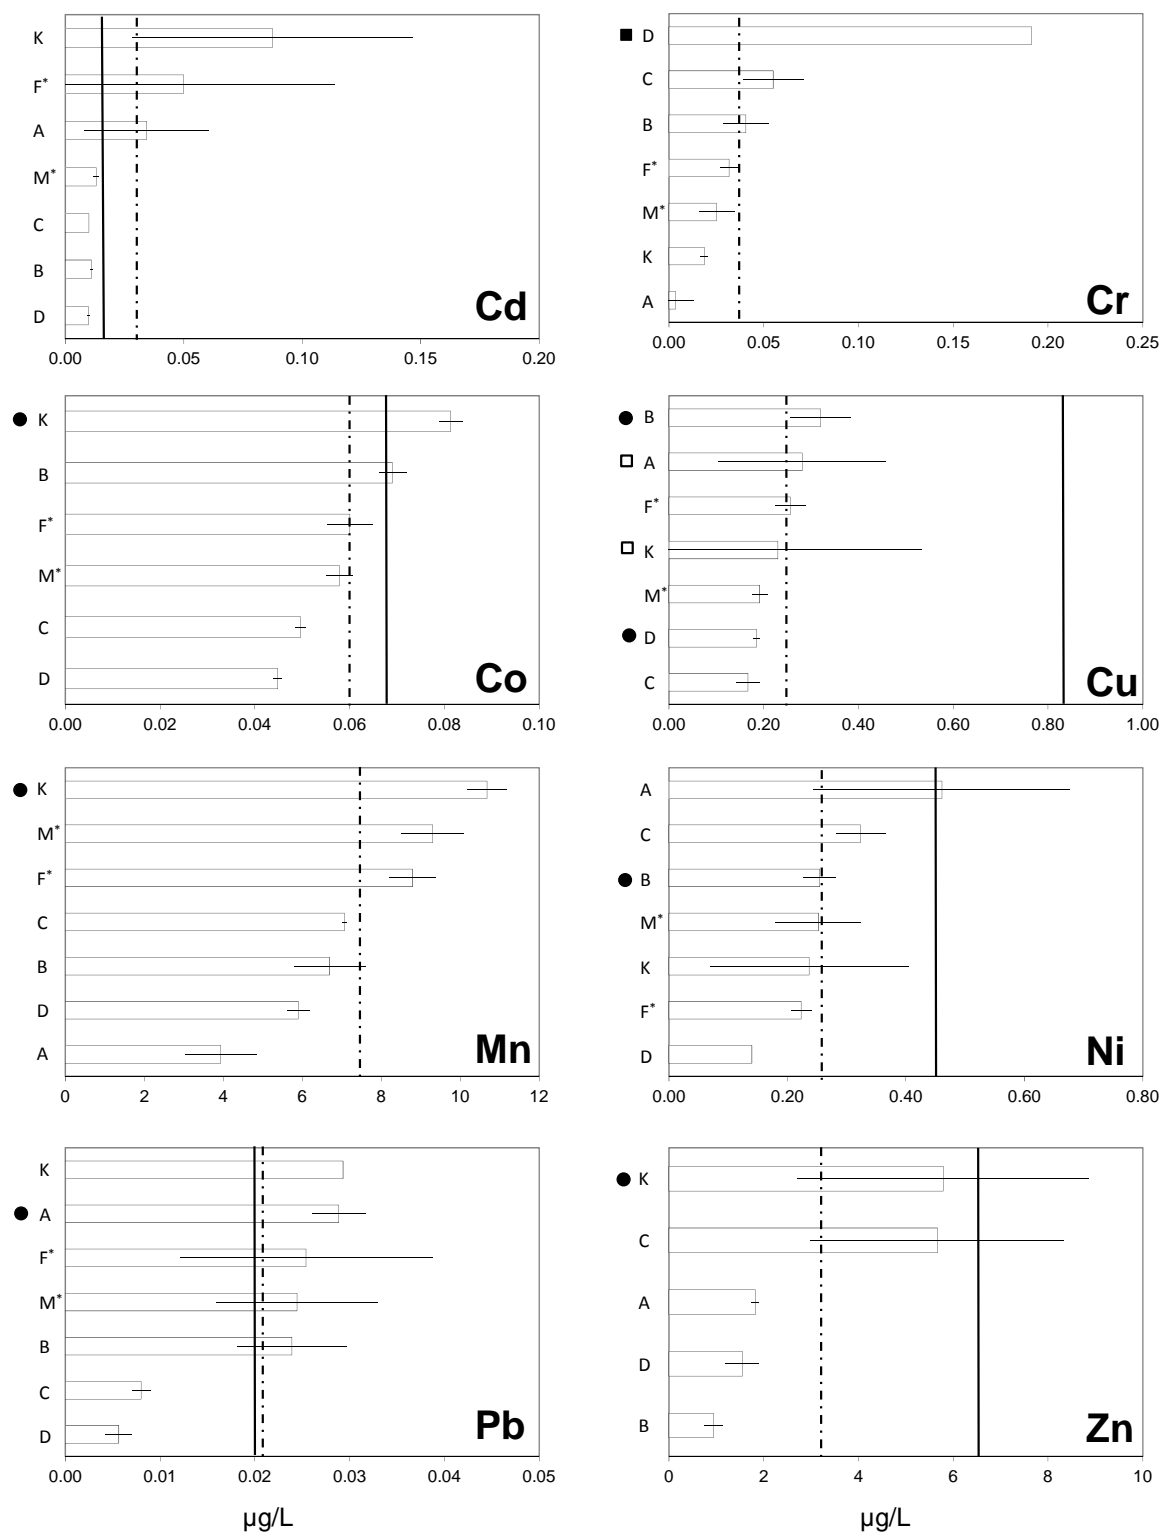 K
F*
A
M*
C
B
D
Cd
0.00 0.05 0.10 0.15 0.20
D
C
B
F*
M*
K
A
Cr
0.00 0.05 0.10 0.15 0.20 0.25
K
B
F*
M*
C
D
Co
0.00 0.02 0.04 0.06 0.08 0.10
B
A
F*
K
M*
D
C
Cu
0.00 0.20 0.40 0.60 0.80 1.00
K
M*
F*
C
B
D
A
Mn
0 2 4 6 8 10 12
A
C
B
M*
K
F*
D
Ni
0.00 0.20 0.40 0.60 0.80
K
A
F*
M*
B
C
D
Pb
0.00 0.01 0.02 0.03 0.04 0.05
µg/L
K
C
A
D
B
Zn
0 2 4 6 8 10
µg/L